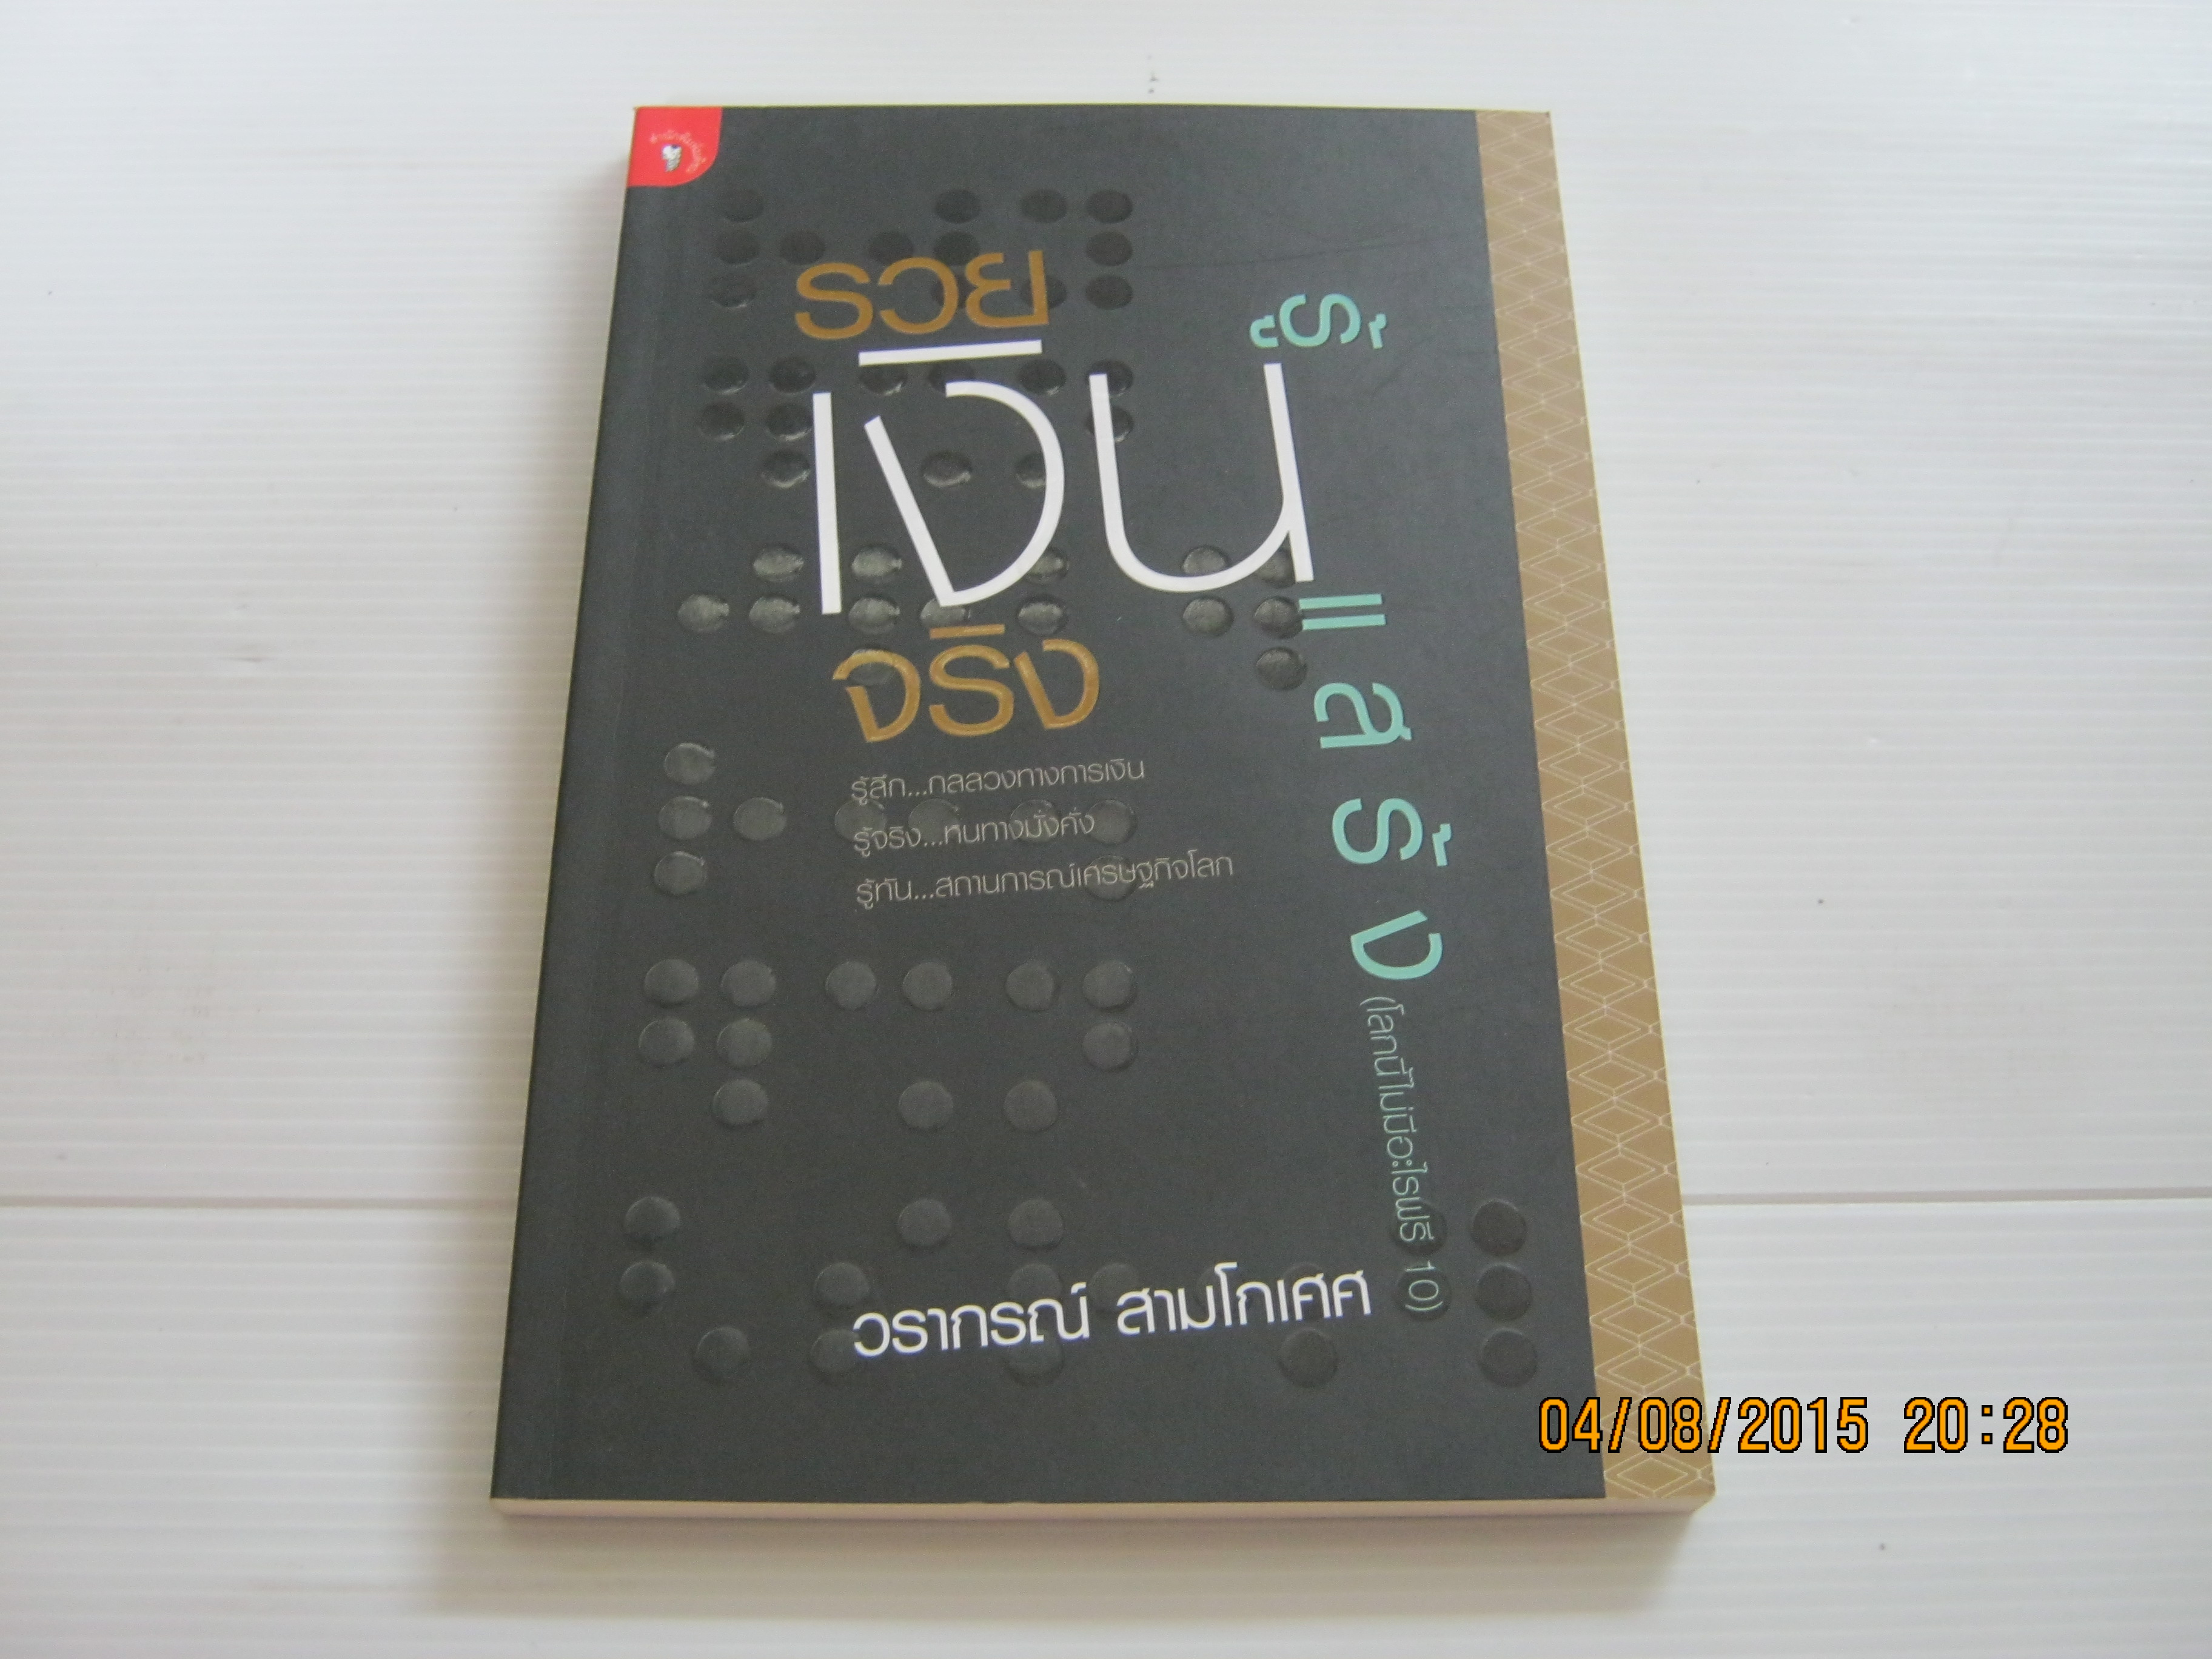 รวย
เงิน
จริง
รู้แสร้ง
(โลกนี้ไม่มีอะไรฟรี 10)
รู้ลึก...กลลวงทางการเงิน
รู้จริง...หนทางมั่งคั่ง
รู้ทัน...สถานการณ์เศรษฐกิจโลก
วรากรณ์ สามโกเศศ
04/08/2015 20:28